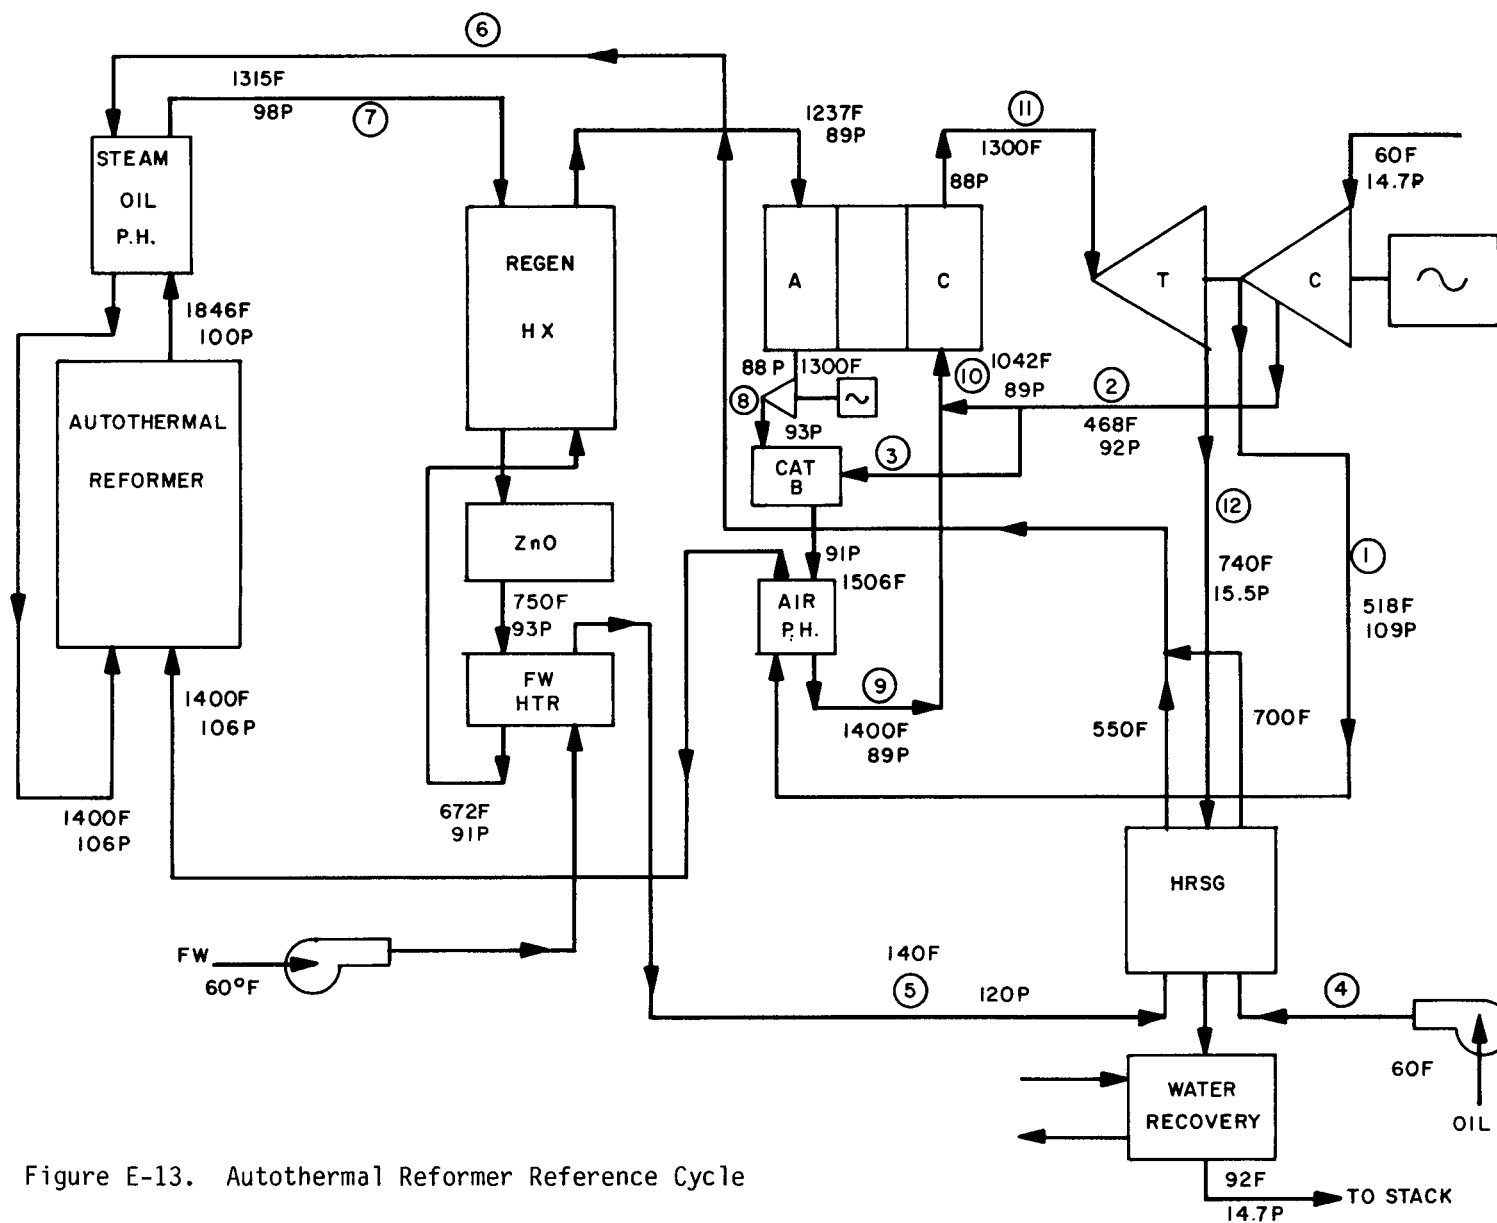 6
1315F
98P
7
STEAM
OIL
P.H.
1846F
100P
AUTOTHERMAL
REFORMER
1400F
106P
1400F
106P
REGEN
HX
ZnO
750F
93P
FW
HTR
672F
91P
FW
60°F
1237F
89P
A
C
88P
11
1300F
60F
14.7P
T
C
88P
1300F
8
93P
CAT
B
3
10
1042F
89P
2
468F
92P
91P
1506F
AIR
P.H.
9
1400F
89P
12
740F
15.5P
1
518F
109P
550F
700F
HRSG
140F
5
120P
4
60F
OIL
WATER
RECOVERY
92F
14.7P
TO STACK
Figure E-13. Autothermal Reformer Reference Cycle